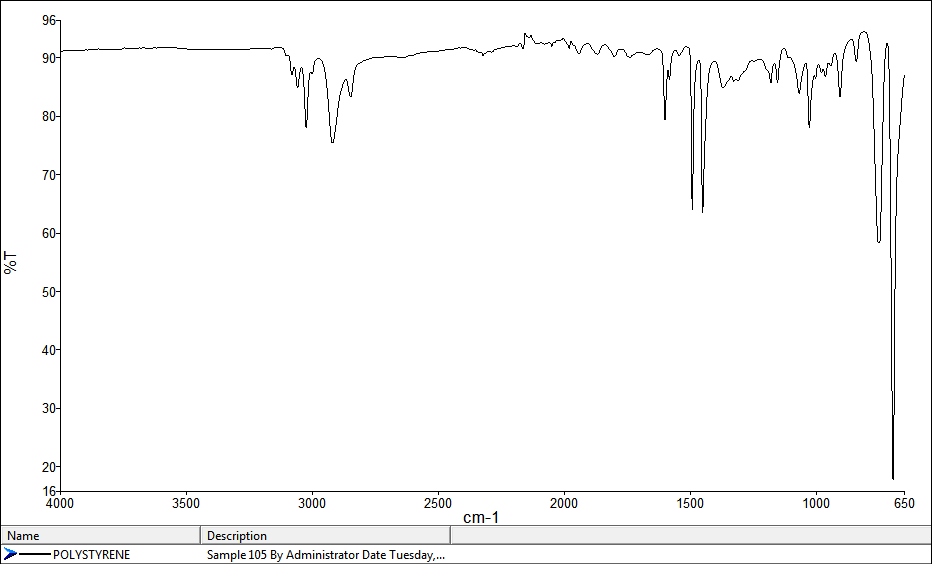 96
90
80
70
60
50
40
30
20
16
%T
4000 3500 3000 2500 2000 1500 1000 650
cm-1
Name Description
POLYSTYRENE Sample 105 By Administrator Date Tuesday,...